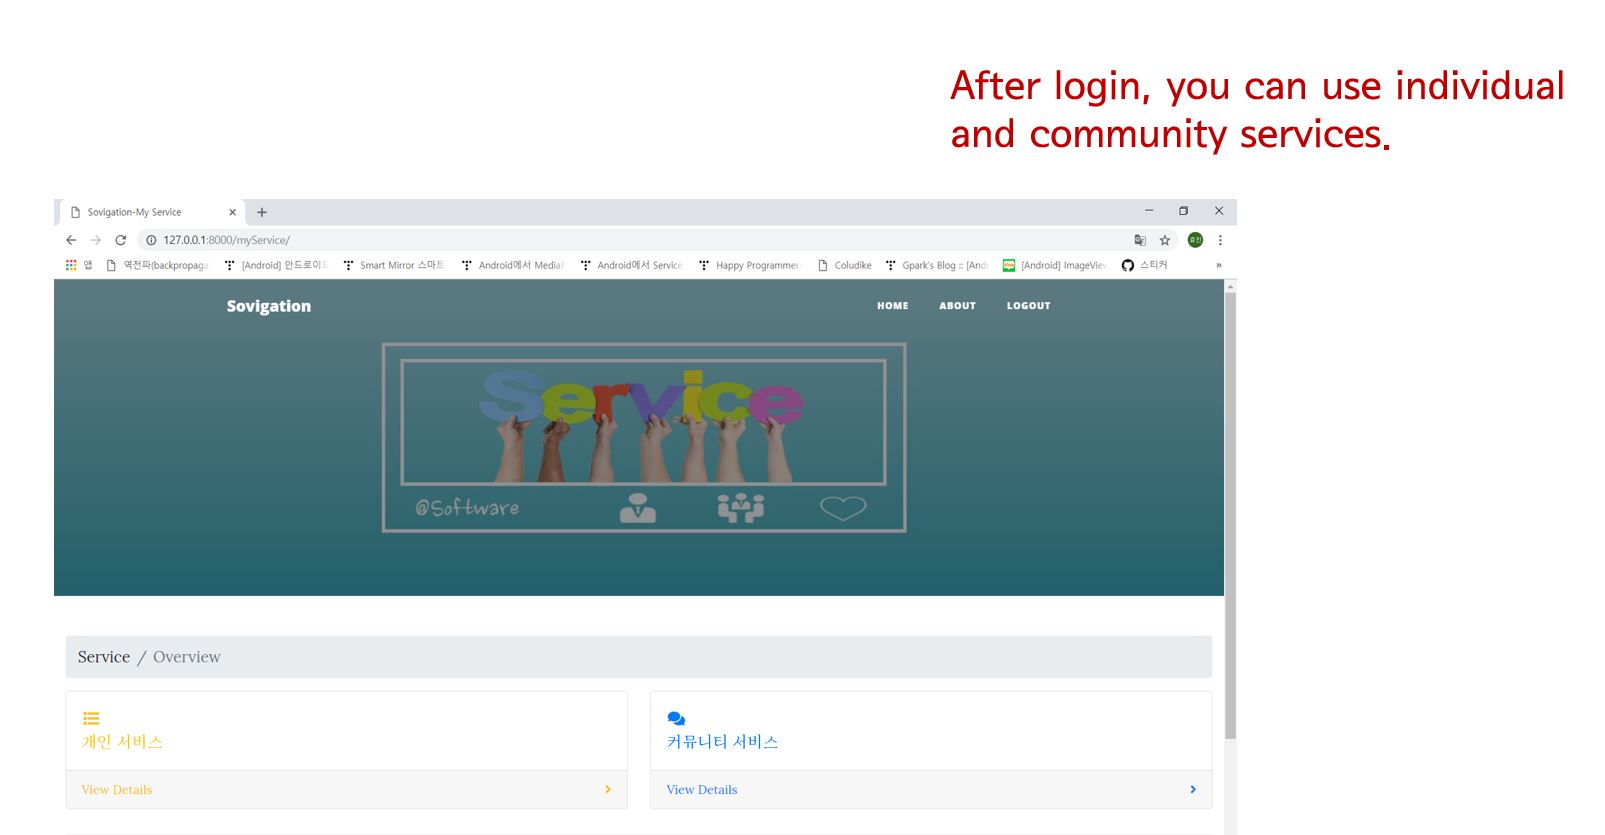 After login, you can use individual
and community services.
Sovigation-My Service
127.0.0.1:8000/myService/
효진
앱 역전파(backpropaga [Android] 안드로이드 Smart Mirror 스마트 Android에서 MediaP Android에서 Service Happy Programmer- Coludike Gpark's Blog :: [Andr [Android] ImageView 스티커 »
Sovigation HOME ABOUT LOGOUT
Service
@Software
Service / Overview
개인 서비스 커뮤니티 서비스
View Details View Details